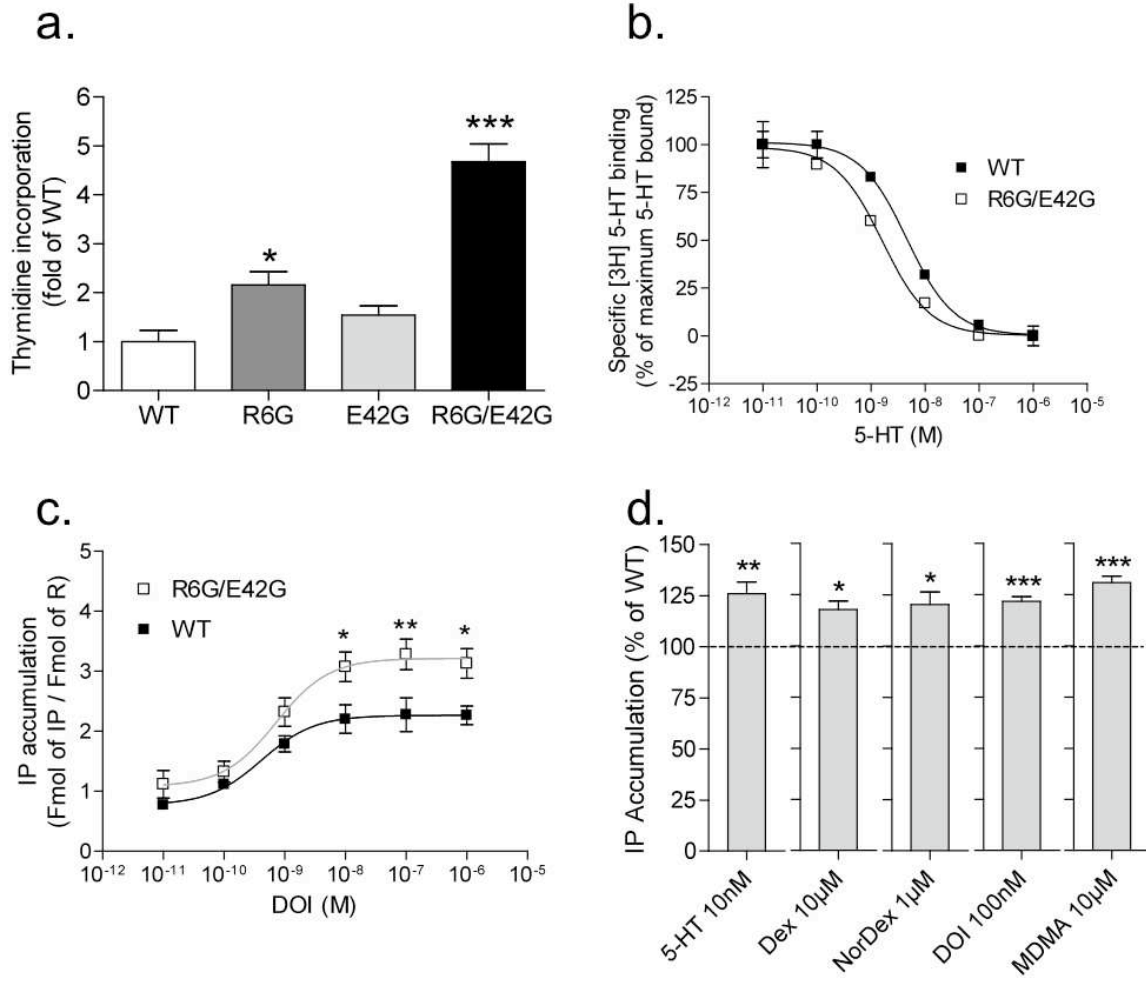 a.
Thymidine incorporation
(fold of WT)
6
5
4
3
2
1
0
*
***
WT
R6G
E42G
R6G/E42G
b.
Specific [3H] 5-HT binding
(% of maximum 5-HT bound)
125
100
75
50
25
0
-25
WT
R6G/E42G
10-12
10-11
10-10
10-9
10-8
10-7
10-6
10-5
5-HT (M)
c.
IP accumulation
(Fmol of IP / Fmol of R)
5
4
3
2
1
0
R6G/E42G
WT
*
**
*
10-12
10-11
10-10
10-9
10-8
10-7
10-6
10-5
DOI (M)
d.
IP Accumulation (% of WT)
150
125
100
75
50
25
0
**
*
*
***
***
5-HT 10nM
Dex 10µM
NorDex 1µM
DOI 100nM
MDMA 10µM